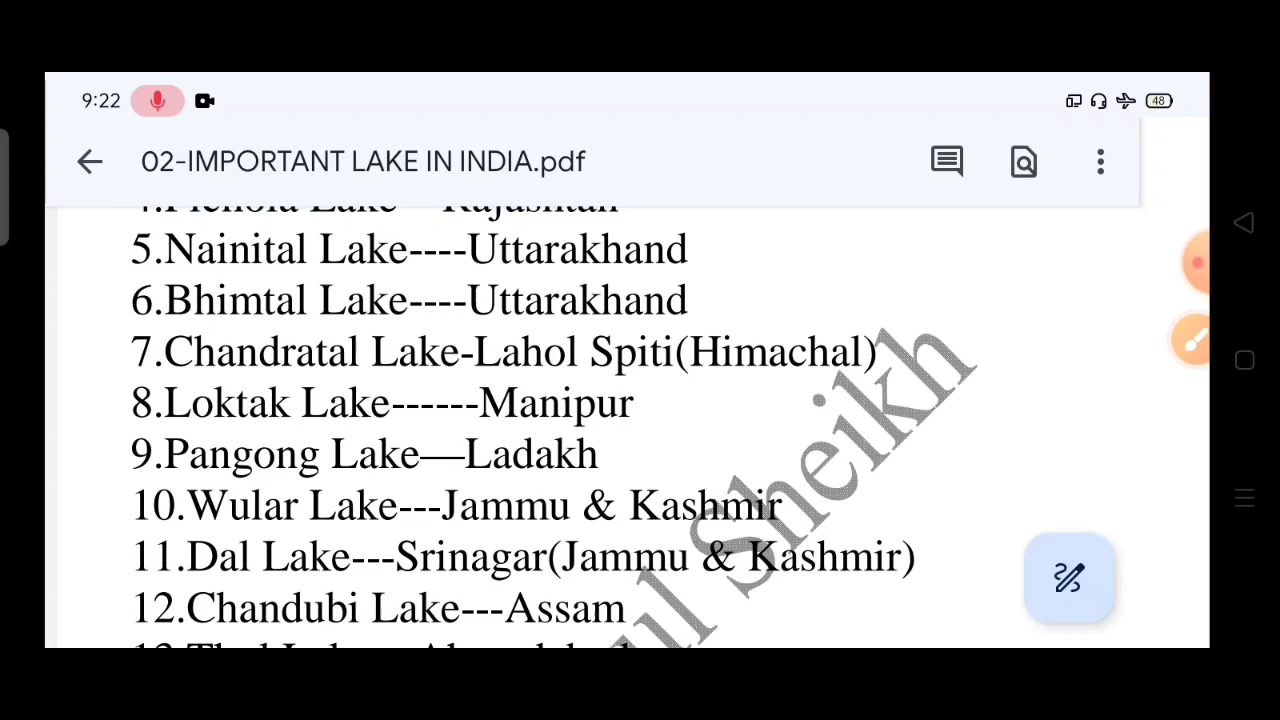 9:22
48
02-IMPORTANT LAKE IN INDIA.pdf
5.Nainital Lake----Uttarakhand
6.Bhimtal Lake----Uttarakhand
7.Chandratal Lake-Lahol Spiti(Himachal)
8.Loktak Lake------Manipur
9.Pangong Lake—Ladakh
10.Wular Lake---Jammu & Kashmir
11.Dal Lake---Srinagar(Jammu & Kashmir)
12.Chandubi Lake---Assam
Sheikh